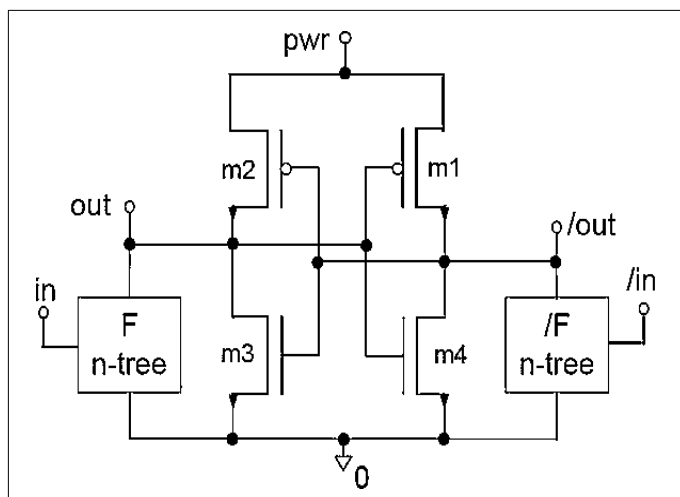 pwr
m2
m1
out
/out
in
/in
F
n-tree
m3
m4
/F
n-tree
0